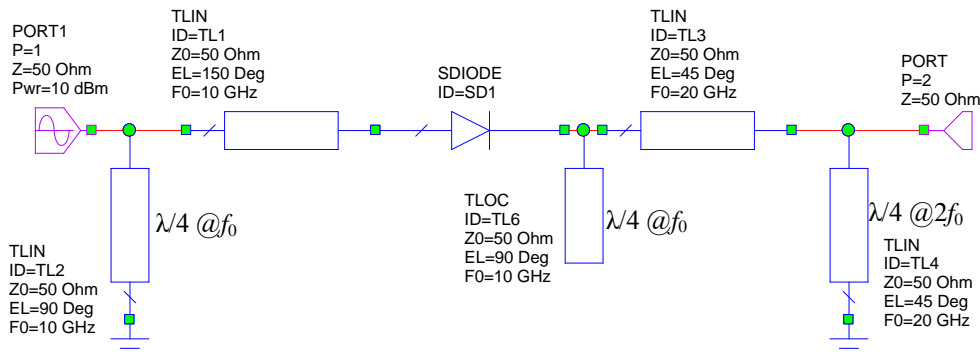 PORT1
P=1
Z=50 Ohm
Pwr=10 dBm
TLIN
ID=TL1
Z0=50 Ohm
EL=150 Deg
F0=10 GHz
SDIODE
ID=SD1
TLIN
ID=TL3
Z0=50 Ohm
EL=45 Deg
F0=20 GHz
PORT
P=2
Z=50 Ohm
λ/4 @f₀
TLIN
ID=TL2
Z0=50 Ohm
EL=90 Deg
F0=10 GHz
TLOC
ID=TL6
Z0=50 Ohm
EL=90 Deg
F0=10 GHz
λ/4 @f₀
λ/4 @2f₀
TLIN
ID=TL4
Z0=50 Ohm
EL=45 Deg
F0=20 GHz